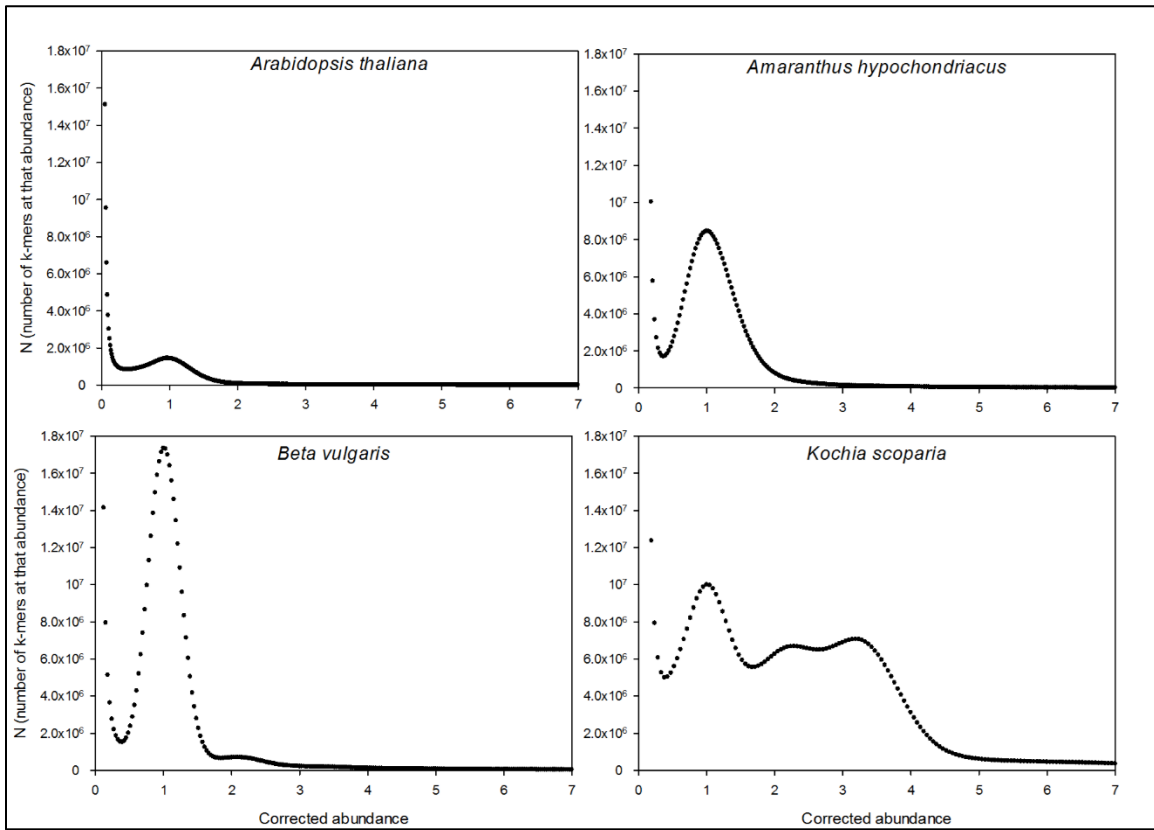 Arabidopsis thaliana
N (number of k-mers at that abundance)
1.8x10⁷
1.6x10⁷
1.4x10⁷
1.2x10⁷
10⁷
8.0x10⁶
6.0x10⁶
4.0x10⁶
2.0x10⁶
0
0 1 2 3 4 5 6 7
Amaranthus hypochondriacus
1.8x10⁷
1.6x10⁷
1.4x10⁷
1.2x10⁷
10⁷
8.0x10⁶
6.0x10⁶
4.0x10⁶
2.0x10⁶
0
0 1 2 3 4 5 6 7
Beta vulgaris
N (number of k-mers at that abundance)
1.8x10⁷
1.6x10⁷
1.4x10⁷
1.2x10⁷
10⁷
8.0x10⁶
6.0x10⁶
4.0x10⁶
2.0x10⁶
0
0 1 2 3 4 5 6 7
Corrected abundance
Kochia scoparia
1.8x10⁷
1.6x10⁷
1.4x10⁷
1.2x10⁷
10⁷
8.0x10⁶
6.0x10⁶
4.0x10⁶
2.0x10⁶
0
0 1 2 3 4 5 6 7
Corrected abundance